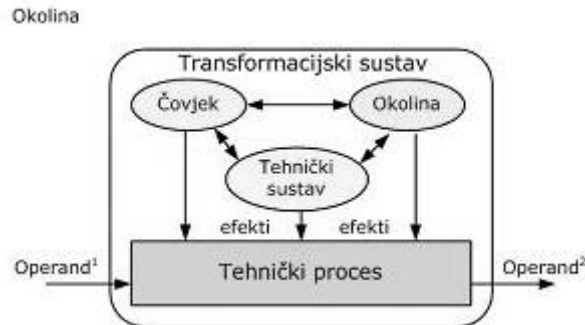 Okolina
Transformacijski sustav
Čovjek
Okolina
Tehnički
sustav
efekti
efekti
Operand¹
Tehnički proces
Operand²